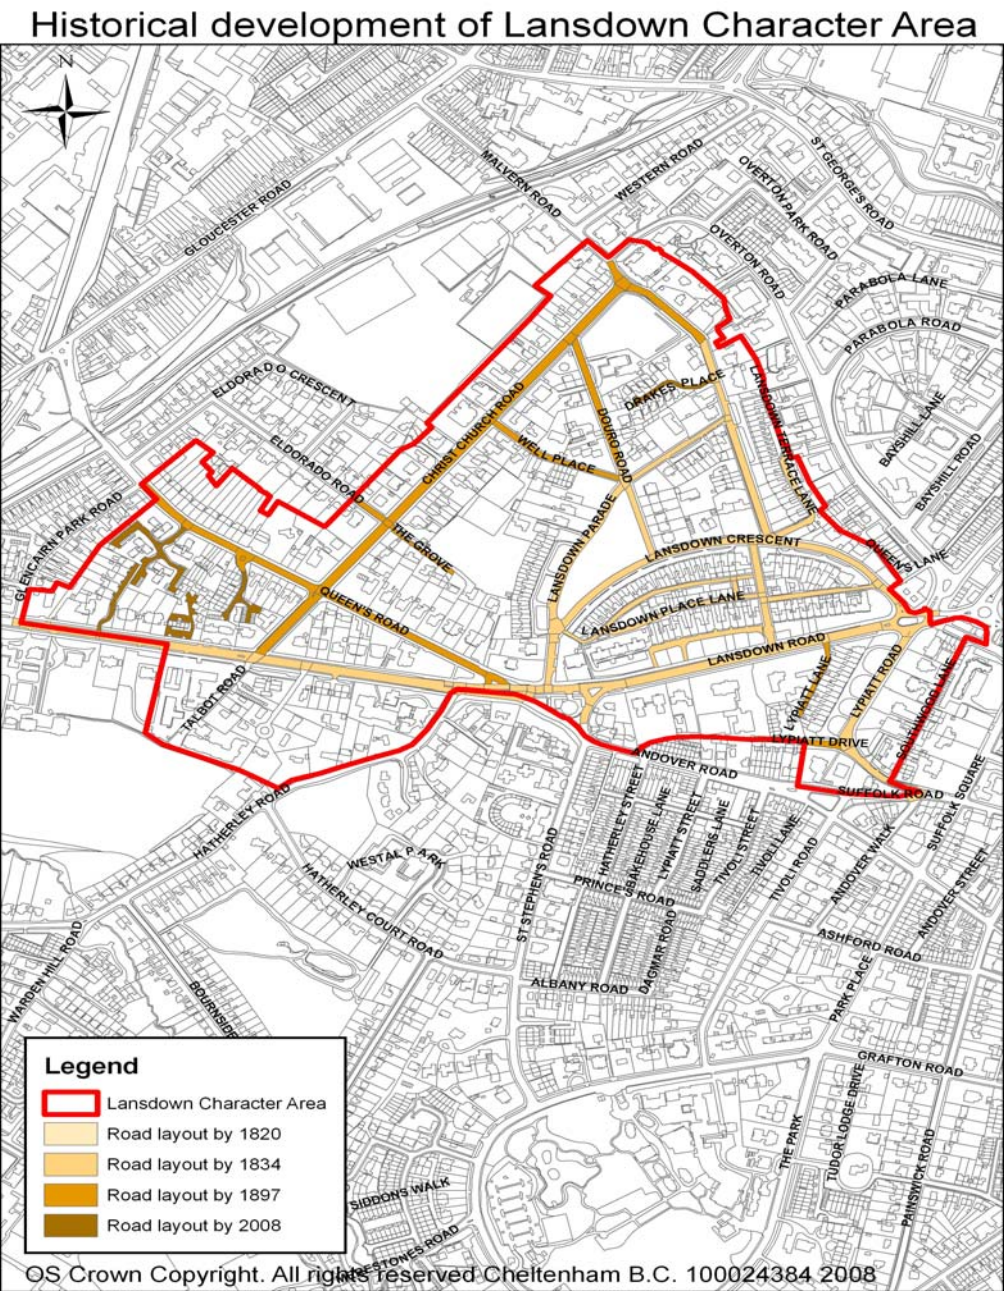 Historical development of Lansdown Character Area
N
MALVERN ROAD
WESTERN ROAD
OVERTON PARK ROAD
ST GEORGE'S ROAD
GLOUCESTER ROAD
OVERTON ROAD
PARABOLA LANE
PARABOLA ROAD
ELDORADO CRESCENT
DRAKES PLACE
LANSDOWN TERRACE LANE
BAYSHILL LANE
BAYSHILL ROAD
CHRIST CHURCH ROAD
DOURO ROAD
WELL PLACE
ELDORADO ROAD
GLENCAIRN PARK ROAD
THE GROVE
LANSDOWN PARADE
LANSDOWN CRESCENT
QUEEN'S LANE
QUEEN'S ROAD
LANSDOWN PLACE LANE
LANSDOWN ROAD
TALBOT ROAD
LYPIATT LANE
LYPIATT ROAD
SOUTHWOOD LANE
LYPIATT DRIVE
ANDOVER ROAD
SUFFOLK ROAD
SUFFOLK SQUARE
HATHERLEY ROAD
HATHERLEY STREET
BAKEHOUSE LANE
LYPIATT STREET
SADDLERS LANE
TIVOLI STREET
TIVOLI LANE
TIVOLI ROAD
ANDOVER WALK
ANDOVER STREET
WESTAL PARK
HATHERLEY COURT ROAD
ST STEPHEN'S ROAD
PRINCE'S ROAD
DAGMAR ROAD
ASHFORD ROAD
ALBANY ROAD
PARK PLACE
WARDEN HILL ROAD
BOURNSIDE
GRAFTON ROAD
TUDOR LODGE DRIVE
THE PARK
PAINSWICK ROAD
SIDDONS WALK
Legend
Lansdown Character Area
Road layout by 1820
Road layout by 1834
Road layout by 1897
Road layout by 2008
OS Crown Copyright. All rights reserved Cheltenham B.C. 100024384 2008